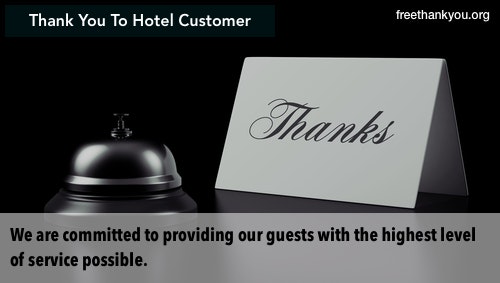 Thank You To Hotel Customer
freethankyou.org
Thanks
We are committed to providing our guests with the highest level
of service possible.